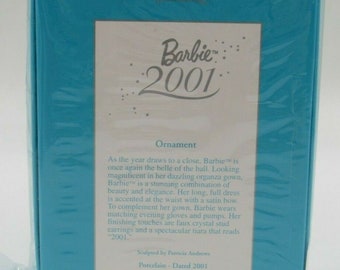 Barbie™
2001
Ornament
As the year draws to a close, Barbie™ is
once again the belle of the ball. Looking
magnificent in her dazzling organza gown,
Barbie™ is a stunning combination of
beauty and elegance. Her long, full dress
is accented at the waist with a satin bow.
To complement her gown, Barbie wears
matching evening gloves and pumps. Her
finishing touches are faux crystal stud
earrings and a spectacular tiara that reads
"2001."
Sculpted by Patricia Andrews
Porcelain - Dated 2001